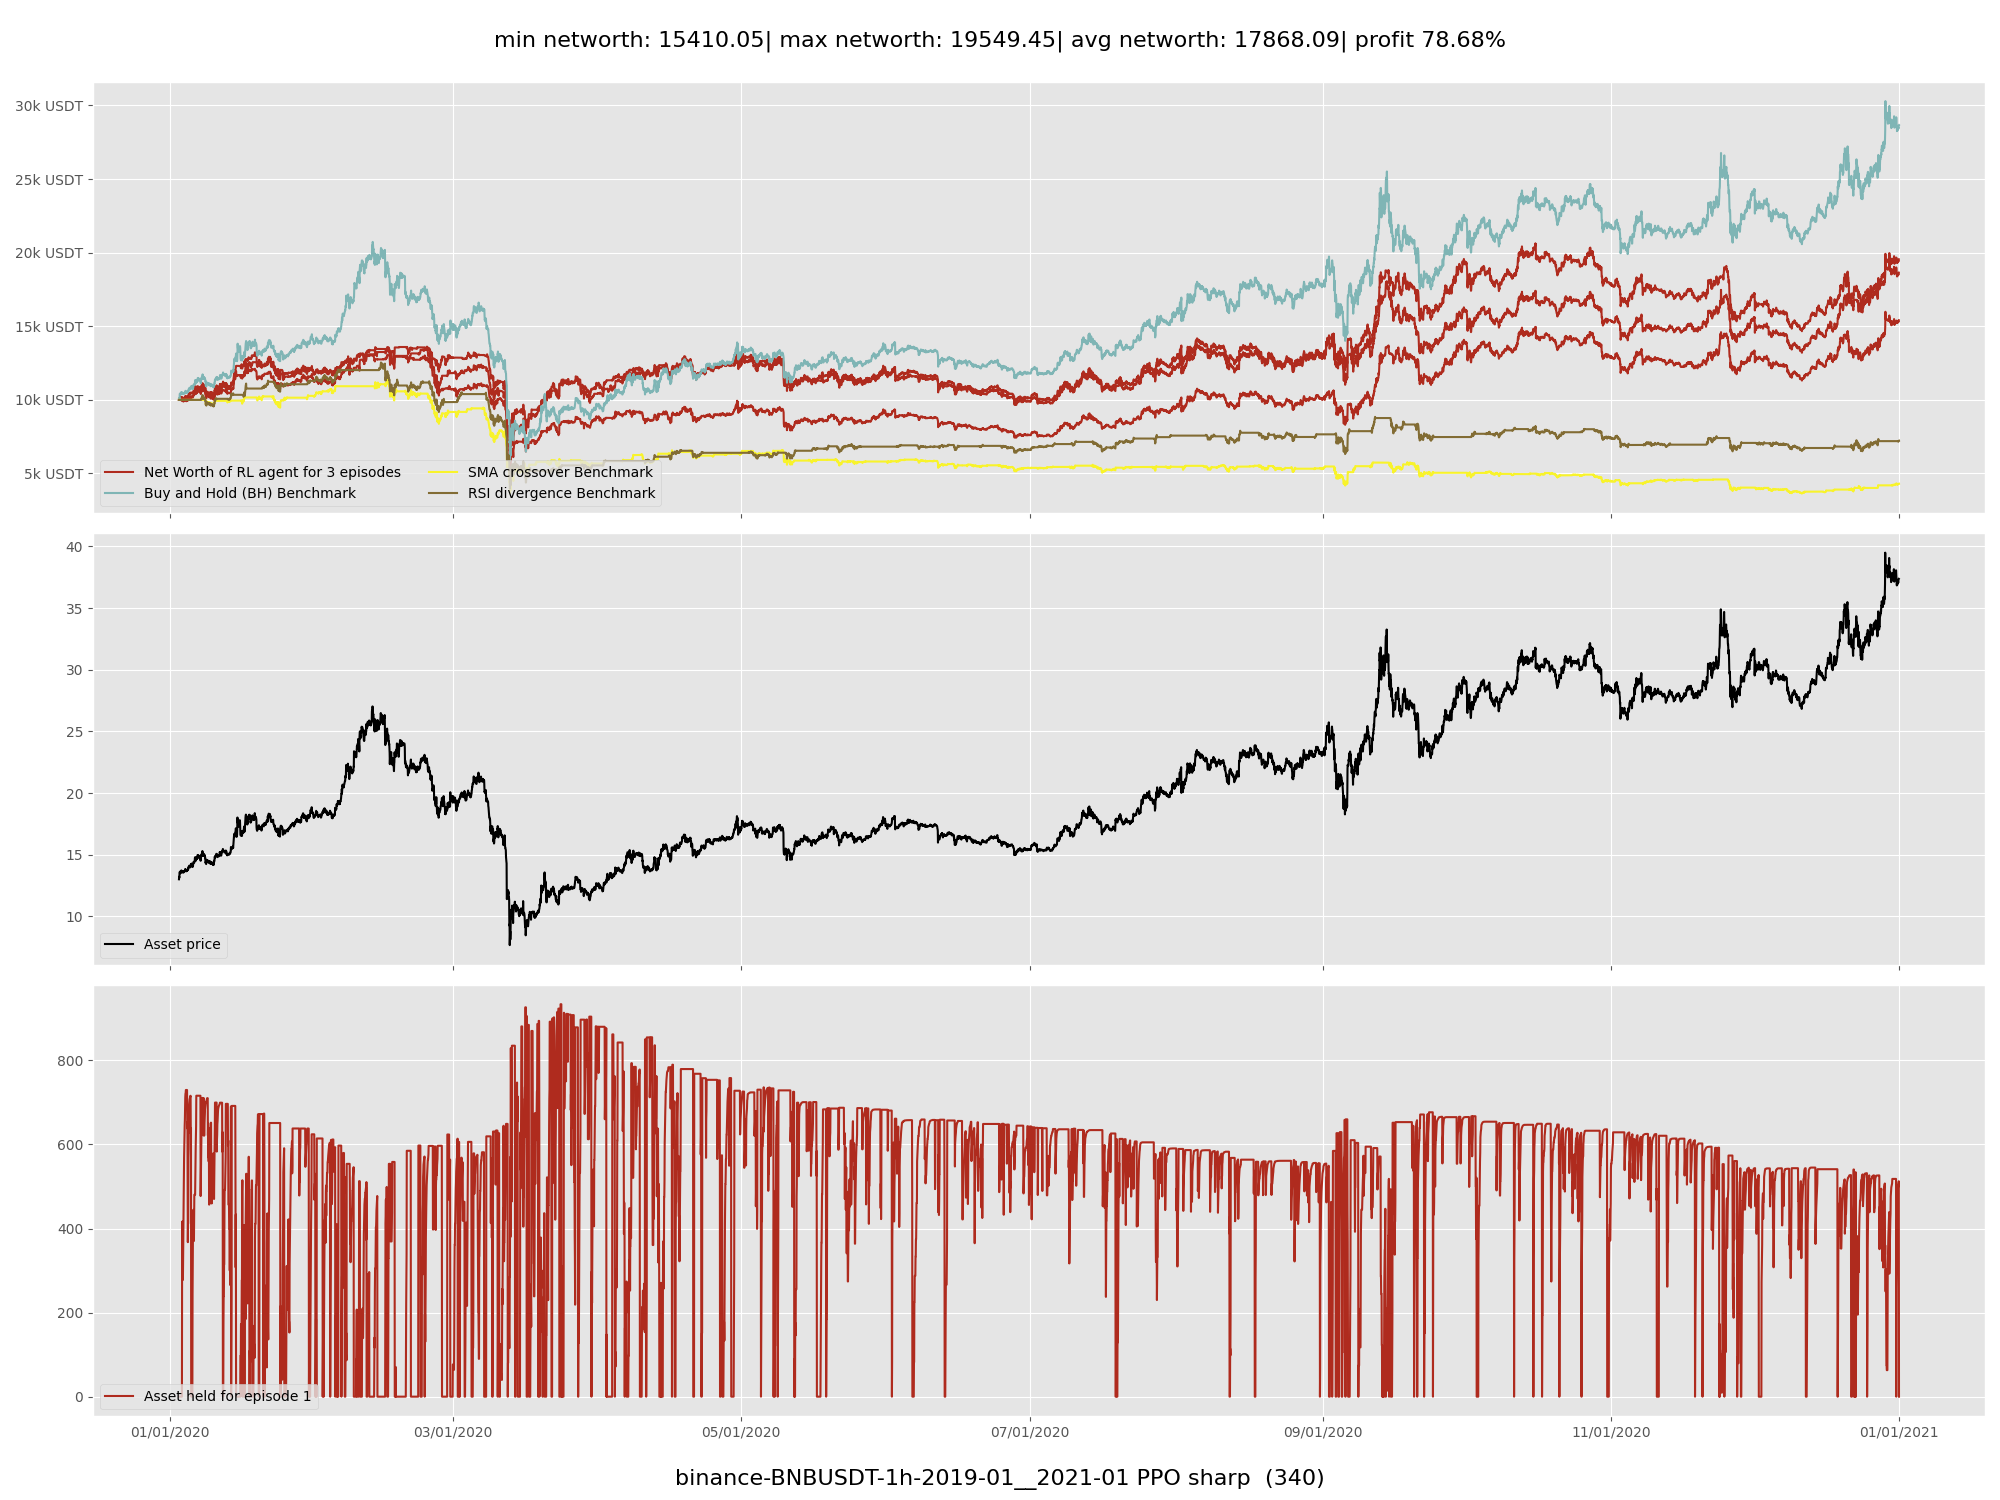 min networth: 15410.05| max networth: 19549.45| avg networth: 17868.09| profit 78.68%
30k USDT
25k USDT
20k USDT
15k USDT
10k USDT
5k USDT
Net Worth of RL agent for 3 episodes
Buy and Hold (BH) Benchmark
SMA crossover Benchmark
RSI divergence Benchmark
40
35
30
25
20
15
10
Asset price
800
600
400
200
0
Asset held for episode 1
01/01/2020 03/01/2020 05/01/2020 07/01/2020 09/01/2020 11/01/2020 01/01/2021
binance-BNBUSDT-1h-2019-01__2021-01 PPO sharp (340)